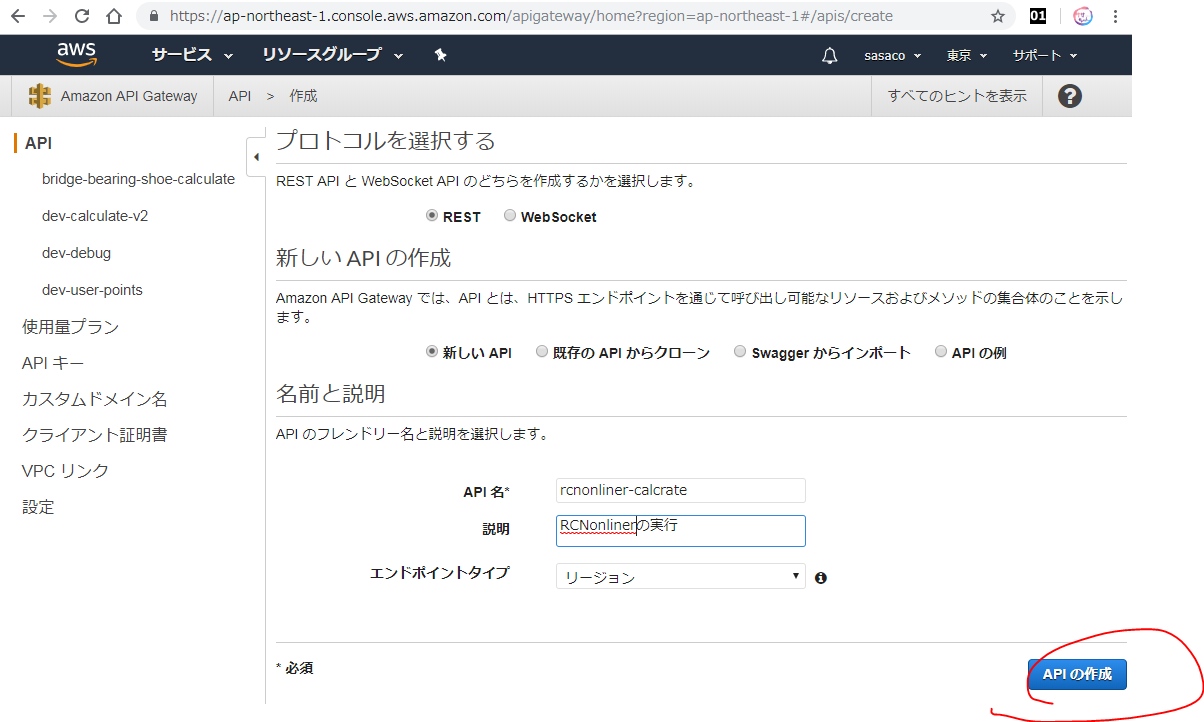 https://ap-northeast-1.console.aws.amazon.com/apigateway/home?region=ap-northeast-1#/apis/create
01
aws サービス リソースグループ sasaco 東京 サポート
Amazon API Gateway API > 作成 すべてのヒントを表示 ?
API
bridge-bearing-shoe-calculate
dev-calculate-v2
dev-debug
dev-user-points
使用量プラン
API キー
カスタムドメイン名
クライアント証明書
VPC リンク
設定
プロトコルを選択する
REST API と WebSocket API のどちらを作成するかを選択します。
REST WebSocket
新しい API の作成
Amazon API Gateway では、API とは、HTTPS エンドポイントを通じて呼び出し可能なリソースおよびメソッドの集合体のことを示し
ます。
新しい API 既存の API からクローン Swagger からインポート API の例
名前と説明
API のフレンドリー名と説明を選択します。
API 名* rcnonliner-calcrate
説明 RCNonlinerの実行
エンドポイントタイプ リージョン
* 必須
API の作成